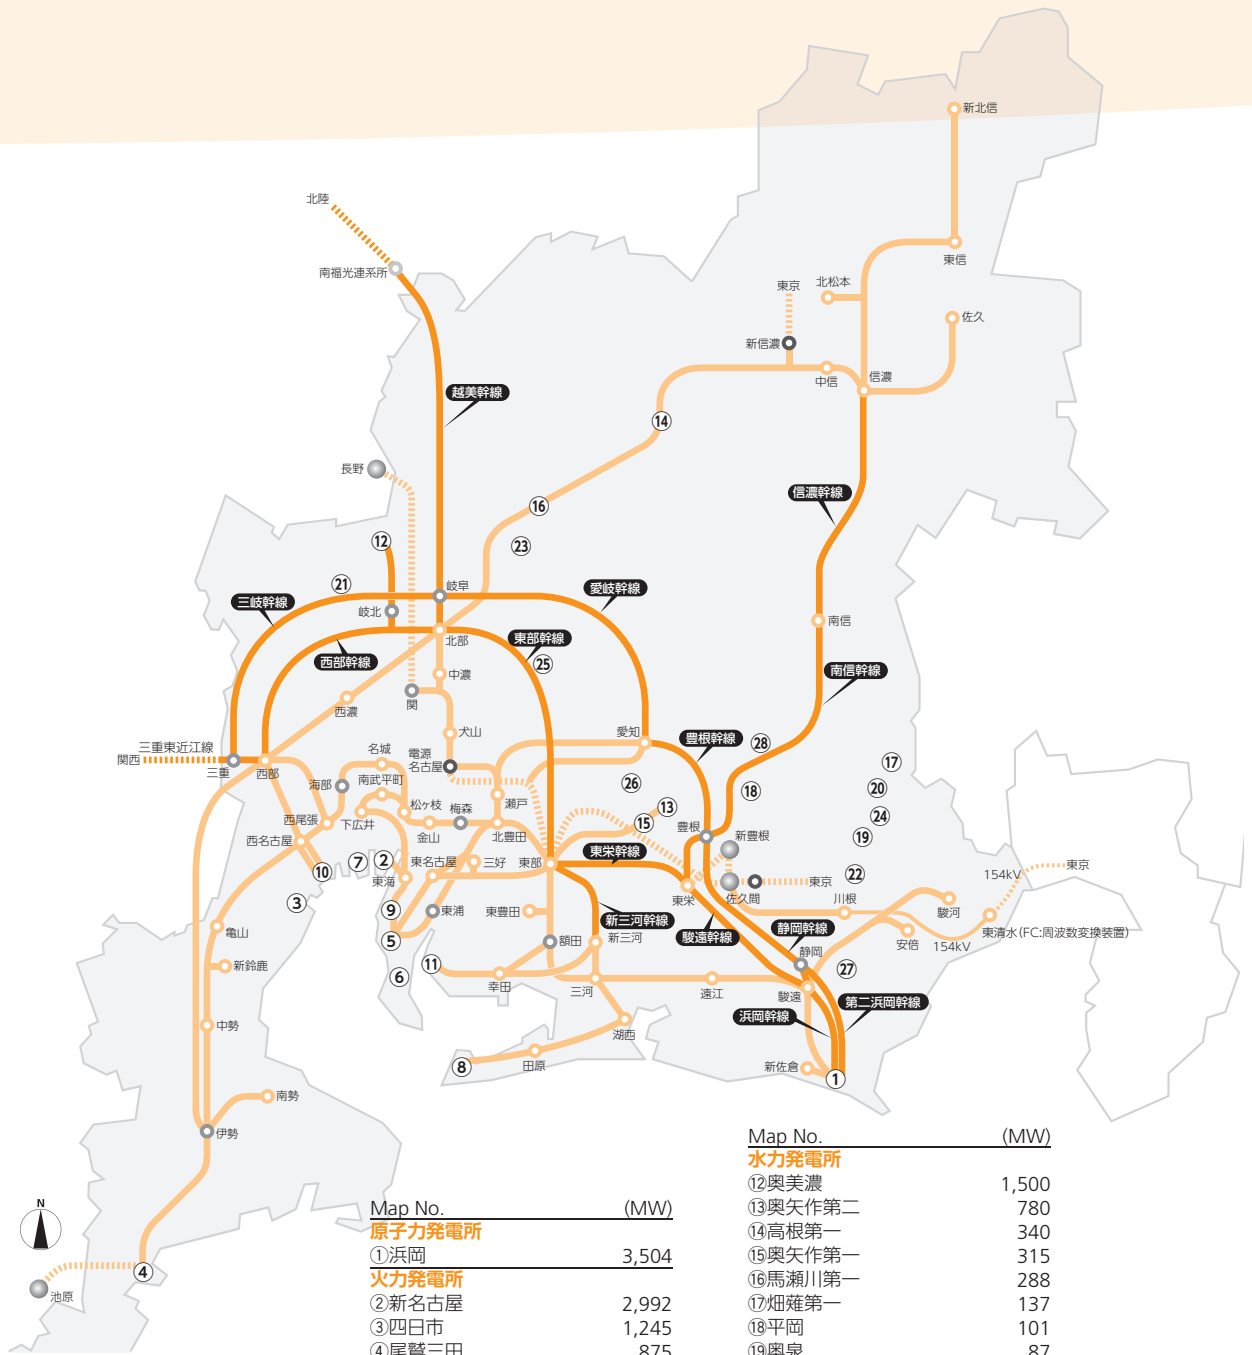 新北信
北陸
東信
南福光連系所
東京
北松本
佐久
新信濃
中信
信濃
越美幹線
⑭
長野
信濃幹線
⑯
⑫
㉓
㉑
岐阜
愛岐幹線
三岐幹線
岐北
北部
東部幹線
南信
西部幹線
㉕
中濃
南信幹線
関
西濃
犬山
愛知
豊根幹線
㉘
三重東近江線
関西
三重
西部
名城
電源
名古屋
⑰
南武平町
海部
㉖
⑱
⑳
松ヶ枝
梅森
瀬戸
⑬
西尾張
下広井
金山
北豊田
⑮
豊根
新豊根
㉔
⑲
西名古屋
⑩
⑦
②
東名古屋
三好
東部
東栄幹線
東海
東京
佐久間
㉒
154kV
東京
③
⑨
東浦
東豊田
東栄
川根
駿河
新三河幹線
亀山
⑤
額田
新三河
駿遠幹線
静岡幹線
安倍
154kV
東清水(FC:周波数変換装置)
静岡
新鈴鹿
⑥
⑪
幸田
三河
遠江
駿遠
㉗
第二浜岡幹線
浜岡幹線
中勢
湖西
⑧
田原
新佐倉
①
南勢
伊勢
N
④
池原
Map No. (MW)
原子力発電所
①浜岡 3,504
火力発電所
②新名古屋 2,992
③四日市 1,245
④尾鷲三田 875
Map No. (MW)
水力発電所
⑫奥美濃 1,500
⑬奥矢作第二 780
⑭高根第一 340
⑮奥矢作第一 315
⑯馬瀬川第一 288
⑰畑薙第一 137
⑱平岡 101
⑲奥泉 87